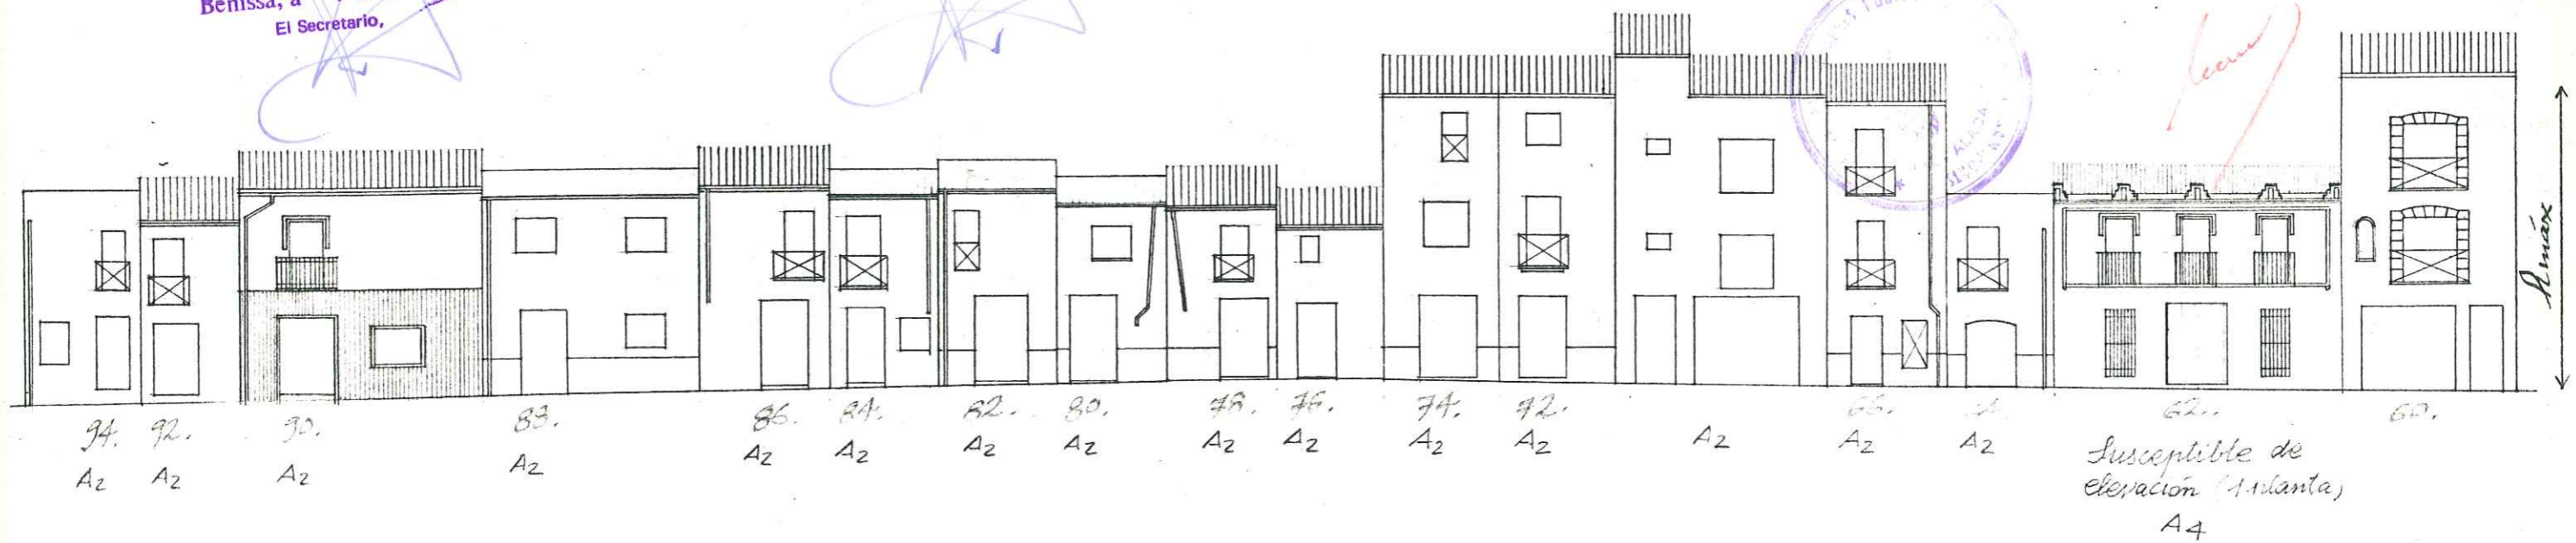 Benissa, a
El Secretario,
94. 92. 90. 88. 86. 84. 82. 80. 78. 76. 74. 72. 66. 62. 60.
A2 A2 A2 A2 A2 A2 A2 A2 A2 A2 A2 A2 A2 A2 A2
Susceptible de
elevación (1 planta)
A4